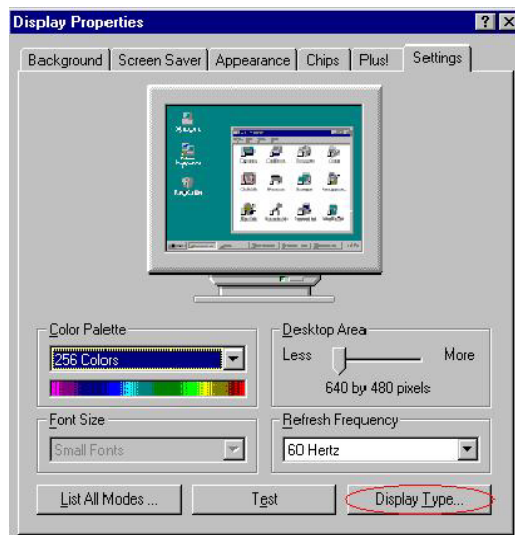 Display Properties
Background Screen Saver Appearance Chips Plus! Settings
Color Palette
256 Colors
Desktop Area
Less More
640 by 480 pixels
Font Size
Small Fonts
Refresh Frequency
60 Hertz
List All Modes ... Test Display Type...